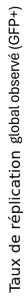 Taux de réplication global observé (GFP+)